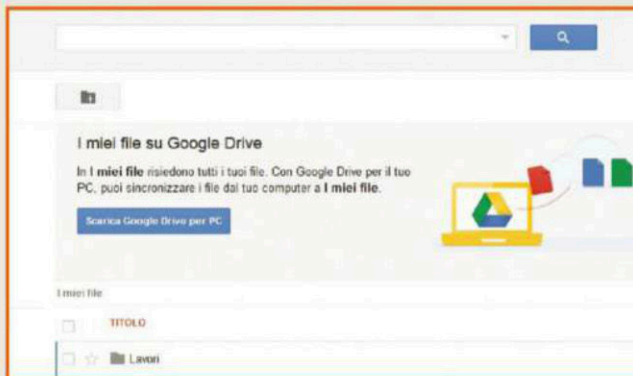 I miei file su Google Drive
In I miei file risiedono tutti i tuoi file. Con Google Drive per il tuo
PC, puoi sincronizzare i file dal tuo computer a I miei file.
Scarica Google Drive per PC
I miei file
TITOLO
Lavori